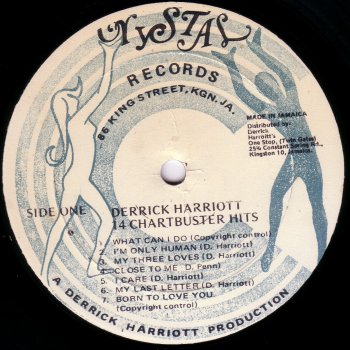 CRYSTAL
RECORDS
86 KING STREET, KGN. JA.
MADE IN JAMAICA
Distributed by:
Derrick
Harroitt's
One Stop, (Twin Gates)
25¼ Constant Spring Rd.,
Kingston 10, Jamaica.
SIDE ONE
DERRICK HARRIOTT
14 CHARTBUSTER HITS
1. WHAT CAN I DO (Copyright control)
2. I'M ONLY HUMAN (D. Harriott)
3. MY THREE LOVES (D. Harriott)
4. CLOSE TO ME (D. Penn)
5. I CARE (D. Harriott)
6. MY LAST LETTER (D. Harriott)
7. BORN TO LOVE YOU
(Copyright control)
A DERRICK HARRIOTT PRODUCTION